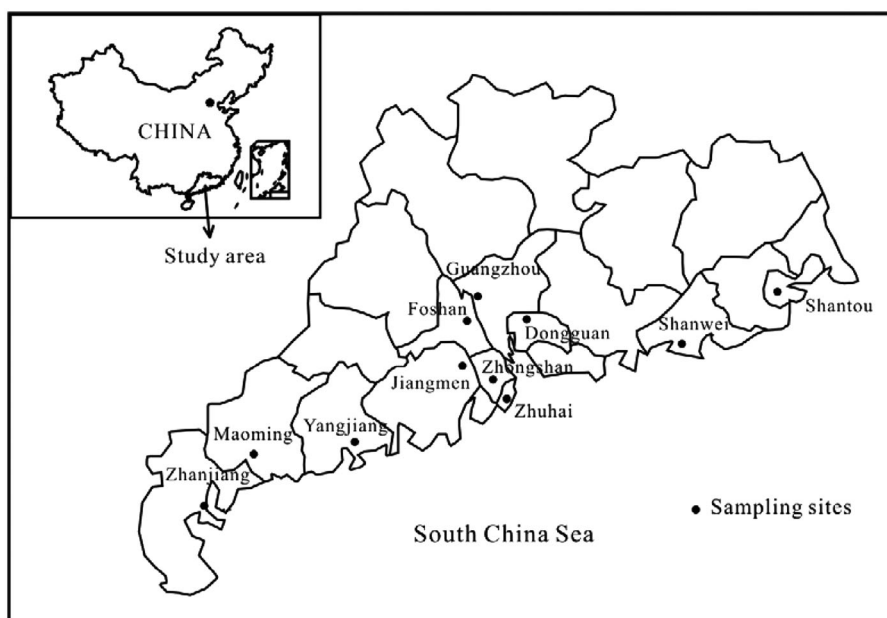 CHINA
Study area
Guangzhou
Foshan
Dongguan
Shanwei
Shantou
Jiangmen
Zhongshan
Zhuhai
Maoming
Yangjiang
Zhanjiang
South China Sea
Sampling sites